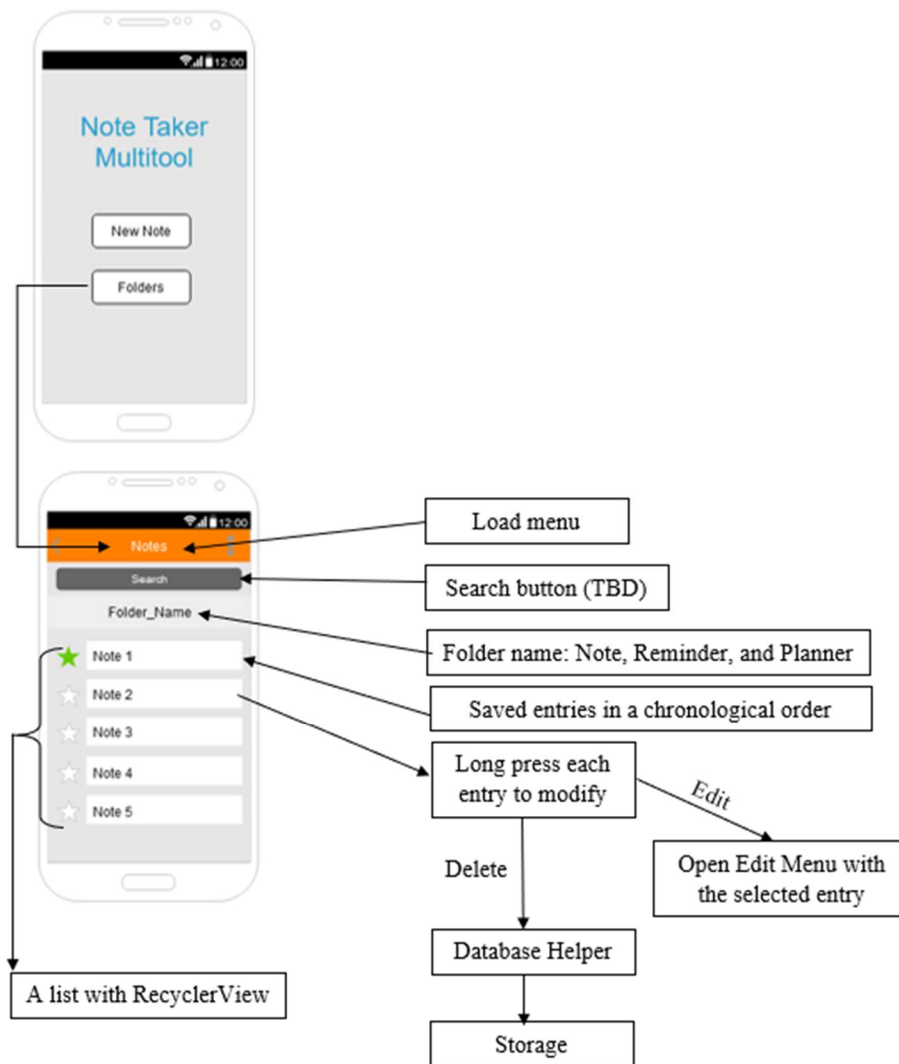 12:00
Note Taker
Multitool
New Note
Folders
12:00
Notes
Load menu
Search
Search button (TBD)
Folder_Name
Folder name: Note, Reminder, and Planner
Note 1
Saved entries in a chronological order
Note 2
Note 3
Note 4
Note 5
Long press each
entry to modify
Edit
Delete
Open Edit Menu with
the selected entry
Database Helper
A list with RecyclerView
Storage